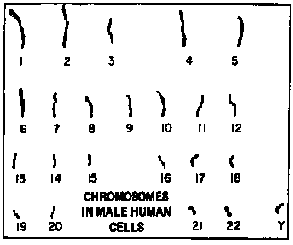 1 2 3 4 5
6 7 8 9 10 11 12
13 14 15 16 17 18
CHROMOSOMES
IN MALE HUMAN
CELLS
19 20 21 22 Y